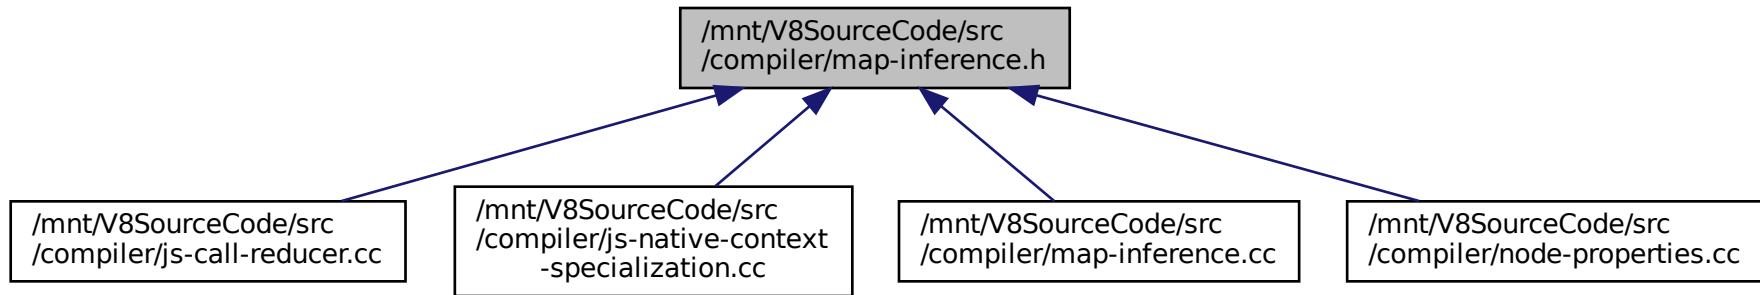 /mnt/V8SourceCode/src
/compiler/map-inference.h
/mnt/V8SourceCode/src
/compiler/js-call-reducer.cc
/mnt/V8SourceCode/src
/compiler/js-native-context
-specialization.cc
/mnt/V8SourceCode/src
/compiler/map-inference.cc
/mnt/V8SourceCode/src
/compiler/node-properties.cc